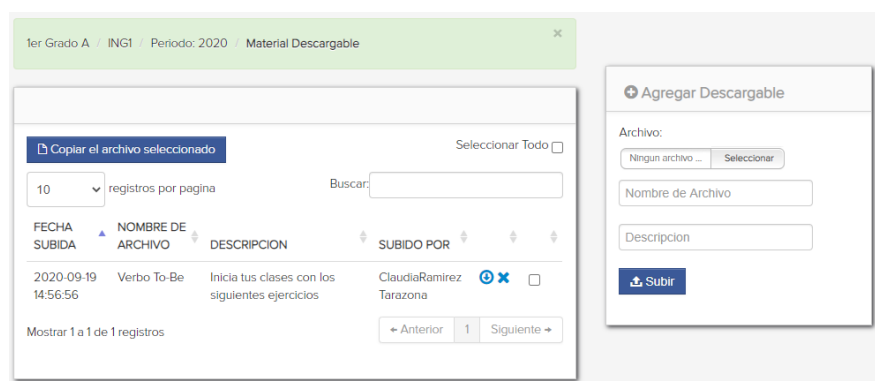 1er Grado A / ING1 / Periodo: 2020 / Material Descargable ×
Copiar el archivo seleccionado
Seleccionar Todo
10 registros por pagina
Buscar:
FECHA SUBIDA
NOMBRE DE ARCHIVO
DESCRIPCION
SUBIDO POR
2020-09-19 14:56:56
Verbo To-Be
Inicia tus clases con los
siguientes ejercicios
ClaudiaRamirez
Tarazona
Mostrar 1 a 1 de 1 registros
← Anterior 1 Siguiente →
Agregar Descargable
Archivo:
Ningun archivo ... Seleccionar
Nombre de Archivo
Descripcion
Subir